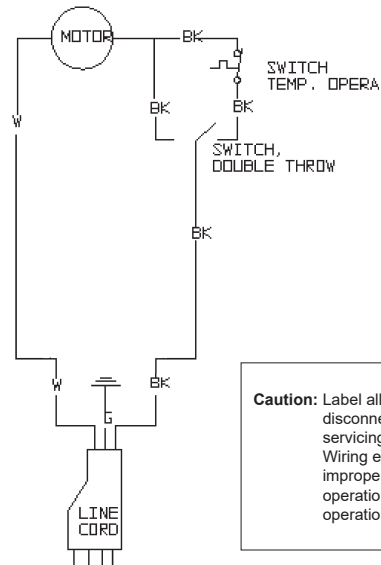 MOTOR
BK
SWITCH
TEMP. OPERA
BK
BK
W
SWITCH,
DOUBLE THROW
BK
W
BK
G
LINE
CORD
Caution: Label all
disconne
servicing
Wiring e
imprope
operatio
operatio